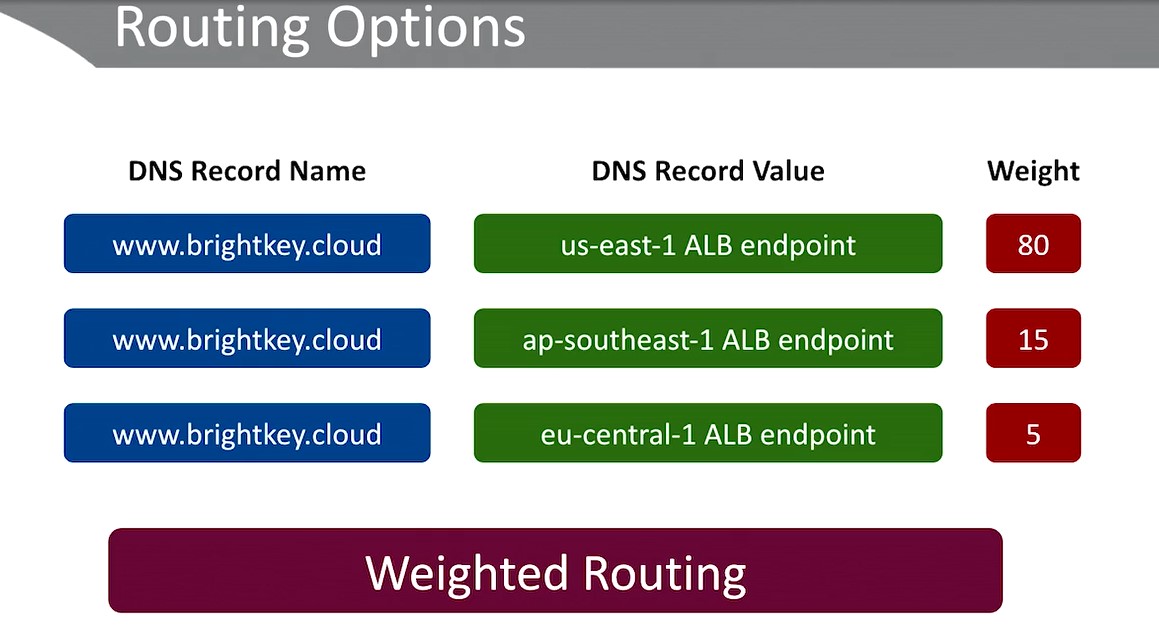 Routing Options
DNS Record Name DNS Record Value Weight
www.brightkey.cloud us-east-1 ALB endpoint 80
www.brightkey.cloud ap-southeast-1 ALB endpoint 15
www.brightkey.cloud eu-central-1 ALB endpoint 5
Weighted Routing